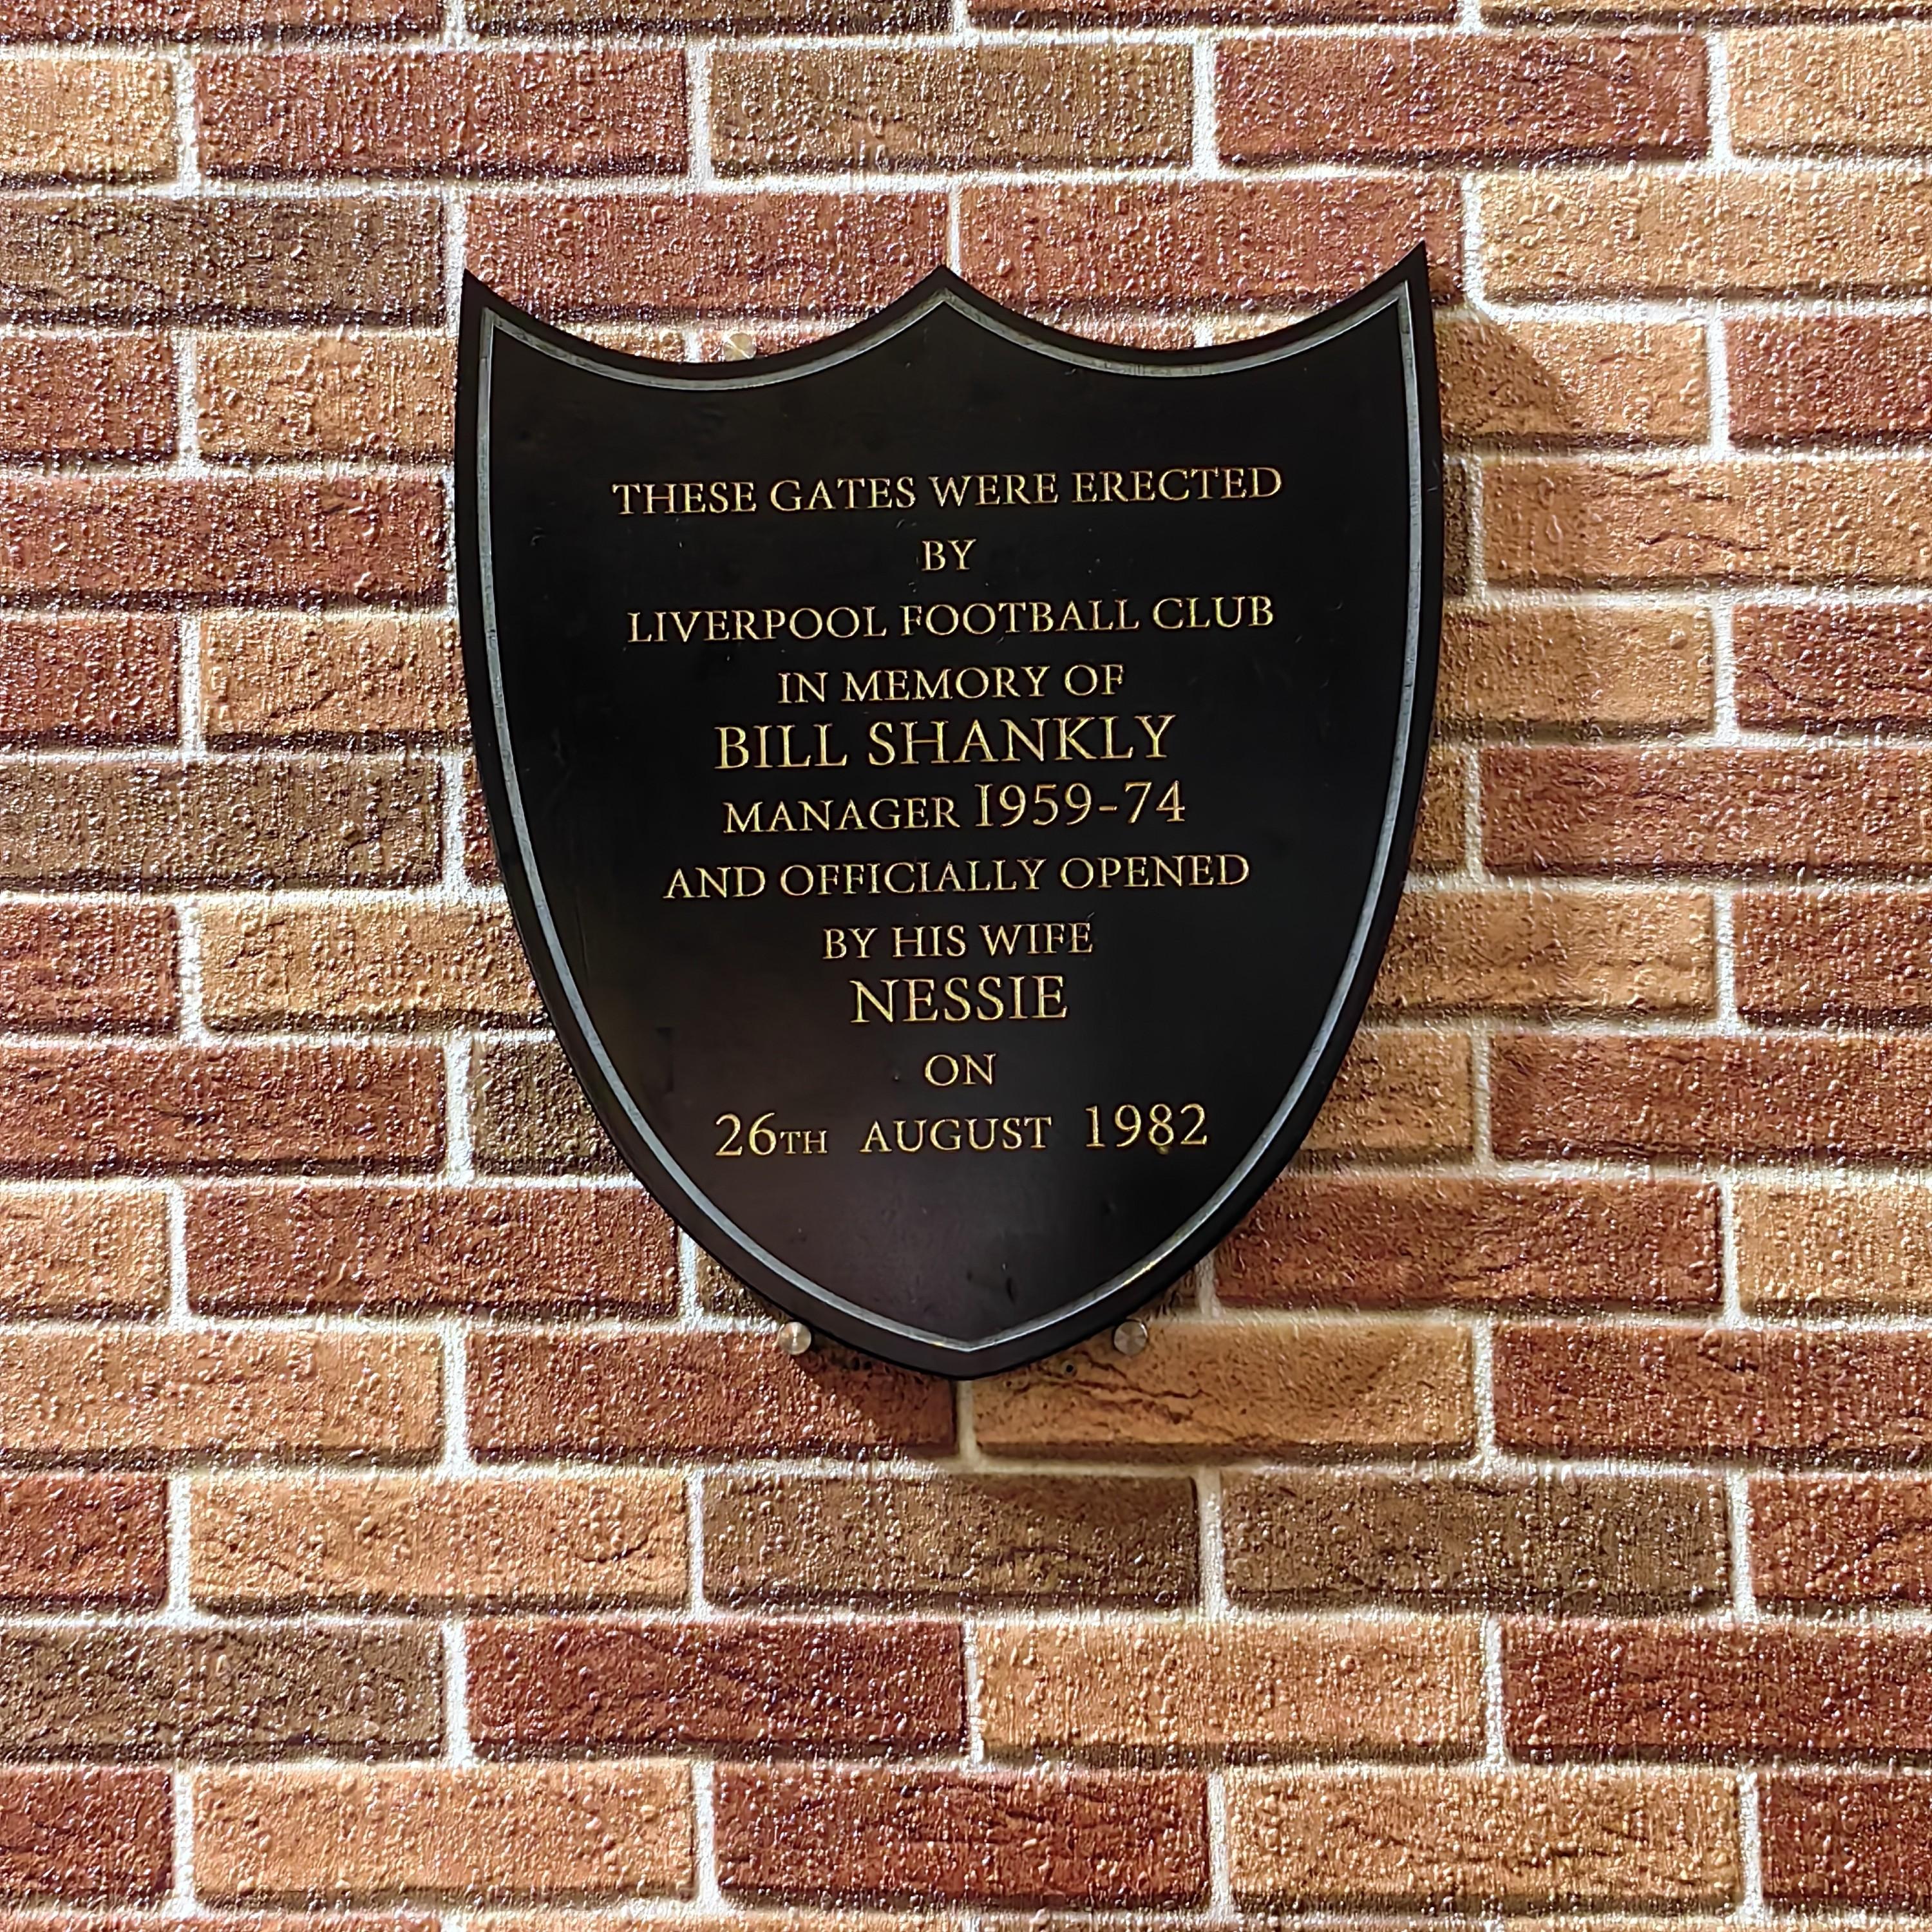 THESE GATES WERE ERECTED
BY
LIVERPOOL FOOTBALL CLUB
IN MEMORY OF
BILL SHANKLY
MANAGER 1959-74
AND OFFICIALLY OPENED
BY HIS WIFE
NESSIE
ON
26TH AUGUST 1982